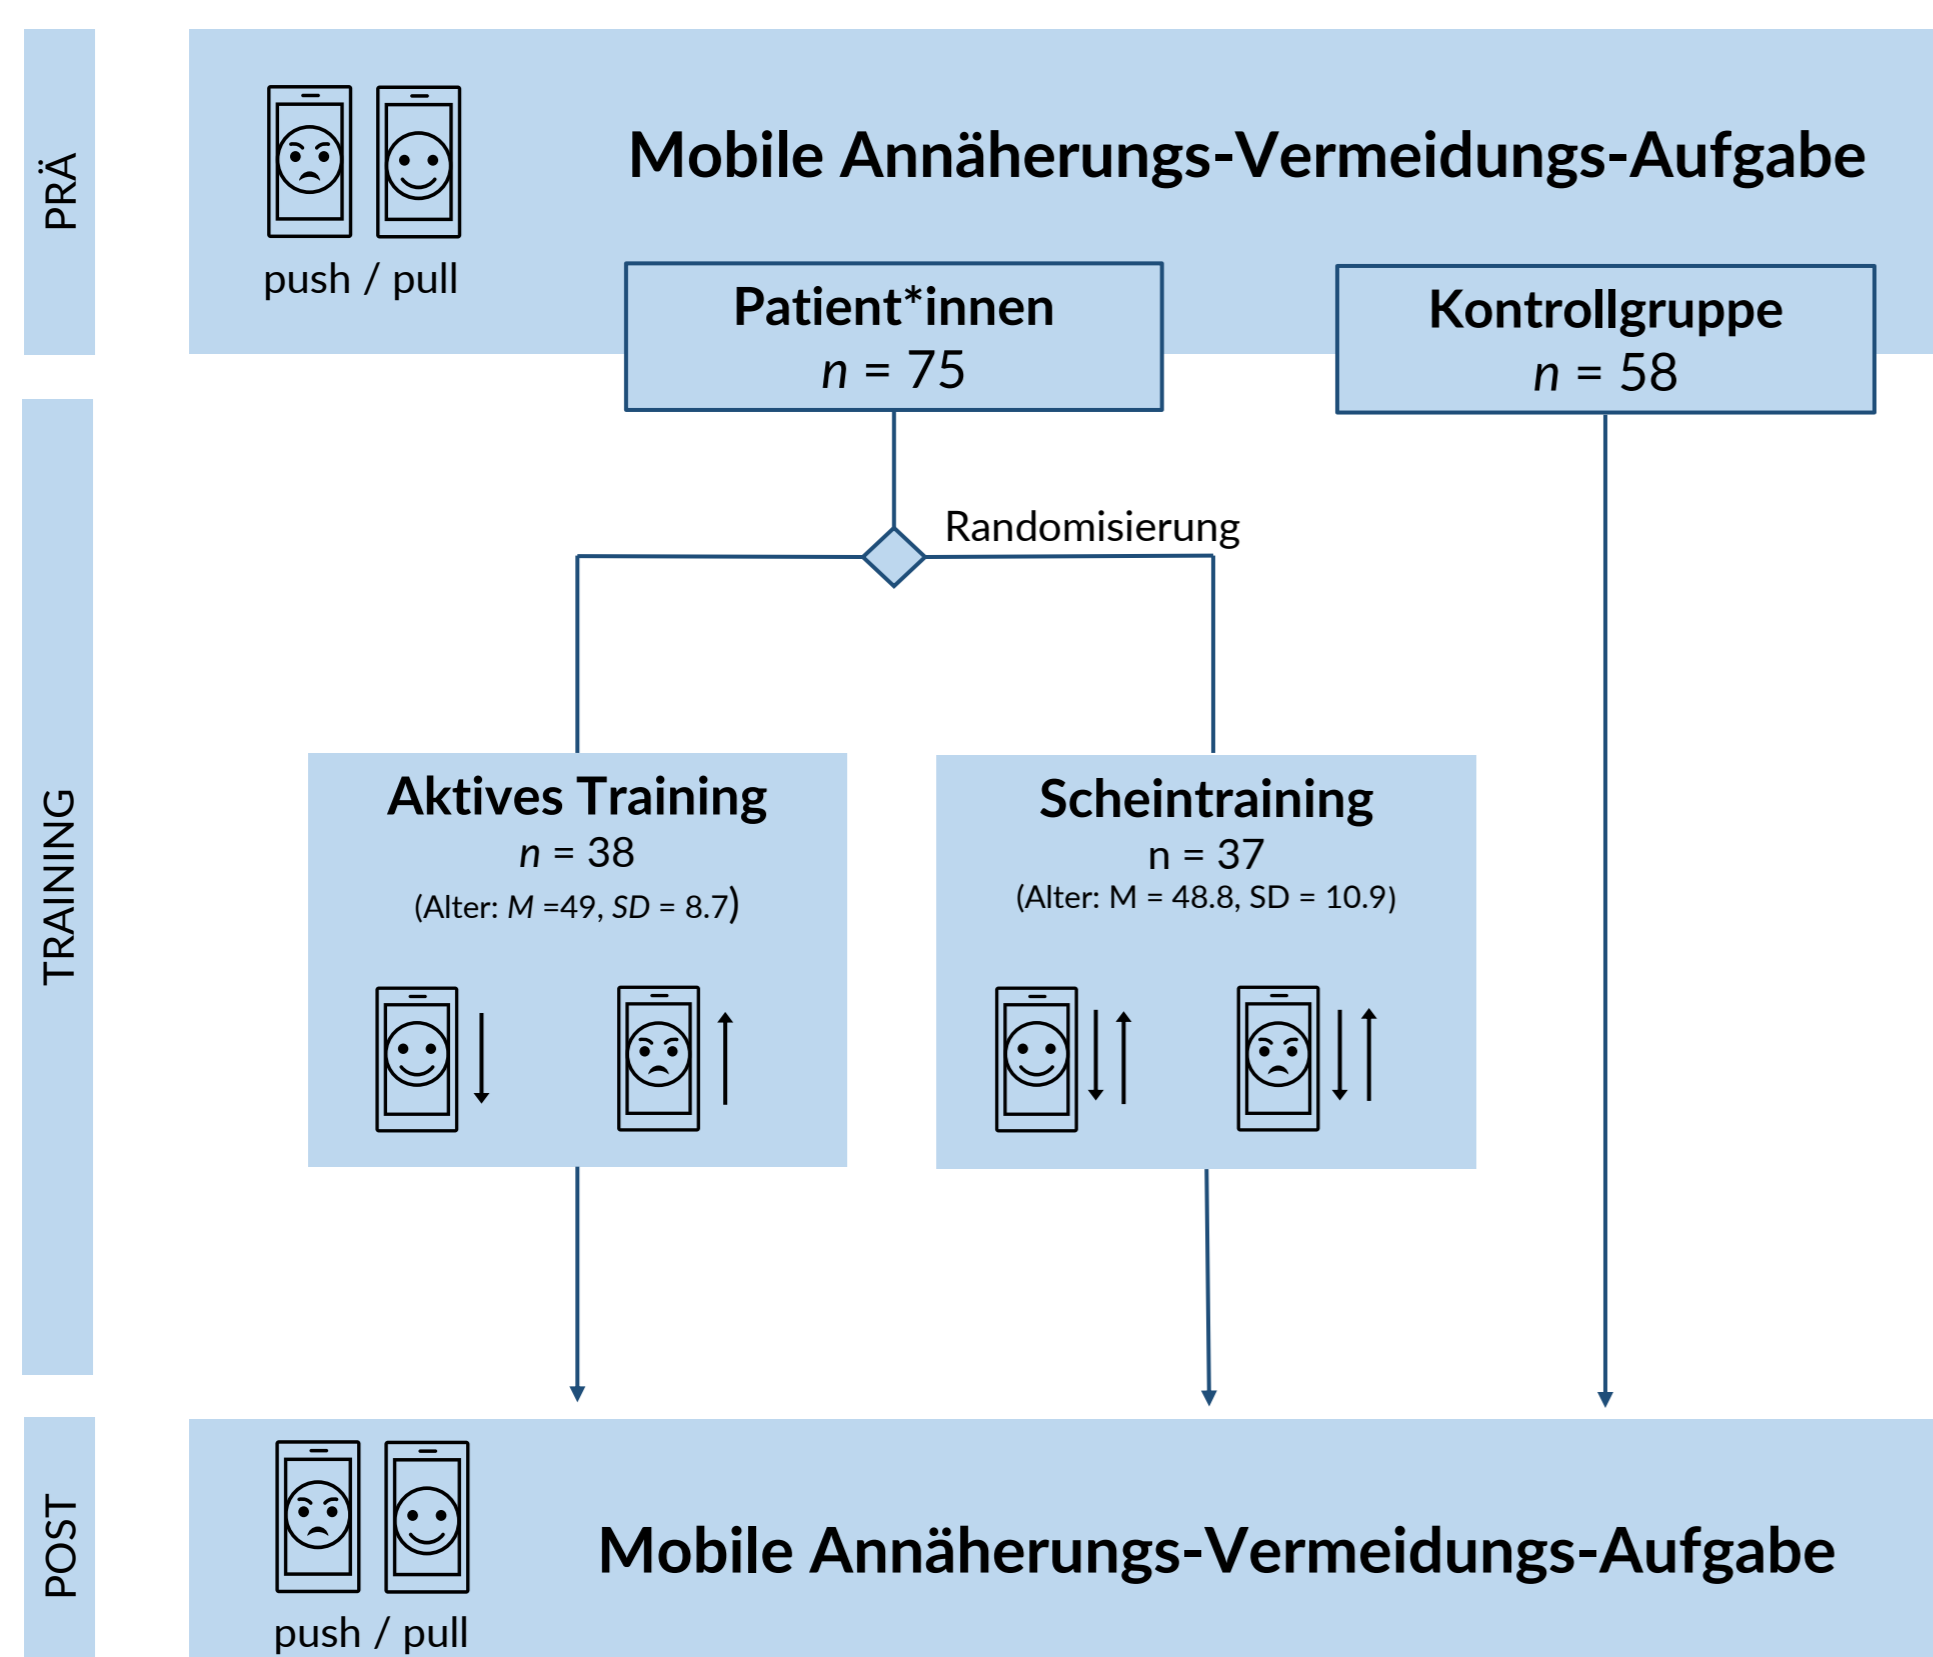 PRÄ
Mobile Annäherungs-Vermeidungs-Aufgabe
push / pull
Patient*innen
n = 75
Kontrollgruppe
n = 58
TRAINING
Randomisierung
Aktives Training
n = 38
(Alter: M =49, SD = 8.7)
Scheintraining
n = 37
(Alter: M = 48.8, SD = 10.9)
POST
Mobile Annäherungs-Vermeidungs-Aufgabe
push / pull